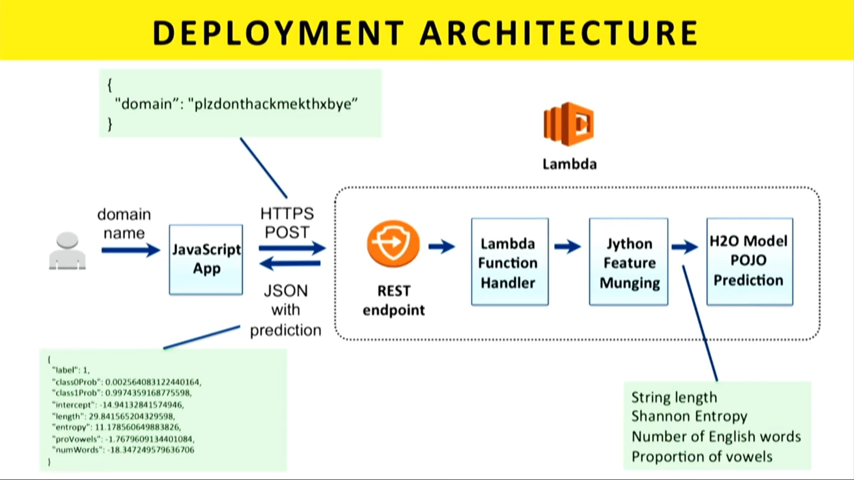 DEPLOYMENT ARCHITECTURE
{
"domain": "plzdonthackmekthxbye"
}
Lambda
domain
name
JavaScript
App
HTTPS
POST
JSON
with
prediction
REST
endpoint
Lambda
Function
Handler
Jython
Feature
Munging
H2O Model
POJO
Prediction
{
"label": 1,
"class0Prob": 0.002564083122440164,
"class1Prob": 0.9974359168775598,
"intercept": -14.94132841574946,
"length": 29.841565204329598,
"entropy": 11.178560649883826,
"proVowels": -1.7679609134401084,
"numWords": -18.347249579636706
}
String length
Shannon Entropy
Number of English words
Proportion of vowels